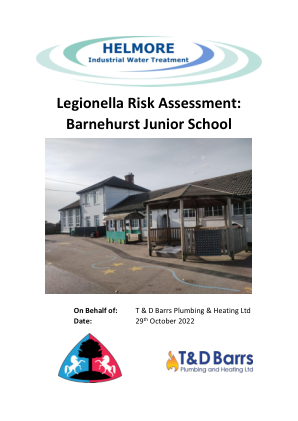 HELMORE
Industrial Water Treatment
Legionella Risk Assessment:
Barnehurst Junior School
On Behalf of: T & D Barrs Plumbing & Heating Ltd
Date: 29th October 2022
T&D Barrs
Plumbing and Heating Ltd